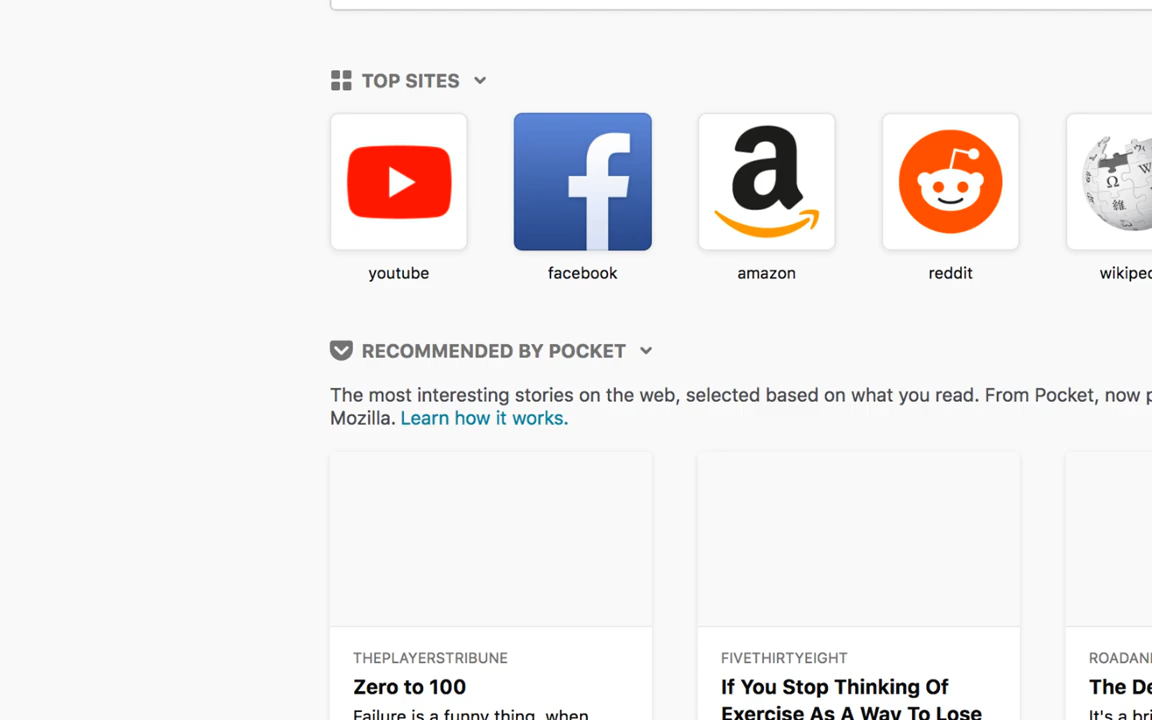 TOP SITES
youtube facebook amazon reddit
RECOMMENDED BY POCKET
The most interesting stories on the web, selected based on what you read. From Pocket, now
Mozilla. Learn how it works.
THEPLAYERSTRIBUNE FIVETHIRTYEIGHT
Zero to 100 If You Stop Thinking Of The
Failure is a funny thing, when Exercise As A Way To Lose It's a